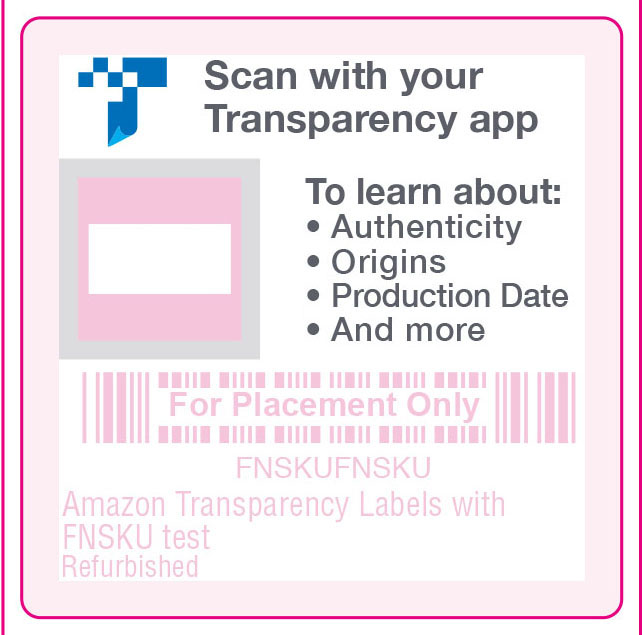 Scan with your
Transparency app
To learn about:
• Authenticity
• Origins
• Production Date
• And more
For Placement Only
FNSKUFNSKU
Amazon Transparency Labels with
FNSKU test
Refurbished